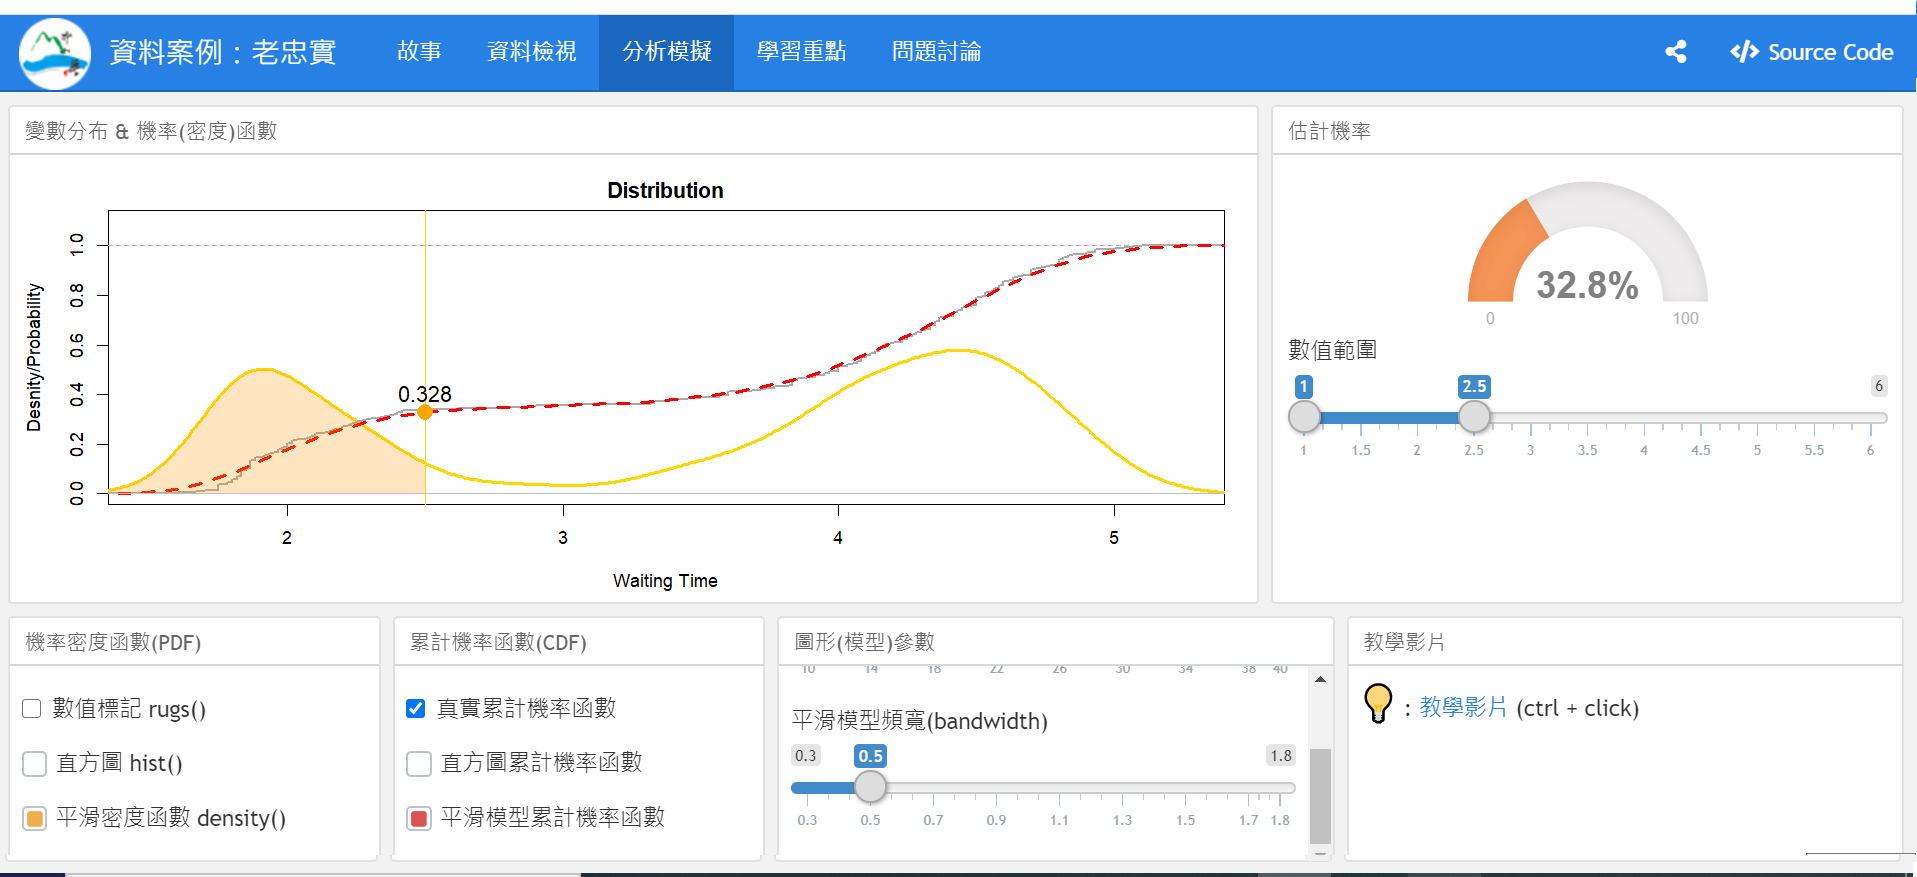 資料案例：老忠實
故事
資料檢視
分析模擬
學習重點
問題討論
Source Code
變數分布 & 機率(密度)函數
Distribution
Desnity/Probability
1.0
0.8
0.6
0.4
0.2
0.0
0.328
2 3 4 5
Waiting Time
估計機率
32.8%
0 100
數值範圍
1 2.5 6
1 1.5 2 2.5 3 3.5 4 4.5 5 5.5 6
機率密度函數(PDF)
數值標記 rugs()
直方圖 hist()
平滑密度函數 density()
累計機率函數(CDF)
真實累計機率函數
直方圖累計機率函數
平滑模型累計機率函數
圖形(模型)參數
10 14 18 22 26 30 34 38 40
平滑模型頻寬(bandwidth)
0.3 0.5 1.8
0.3 0.5 0.7 0.9 1.1 1.3 1.5 1.7 1.8
教學影片
: 教學影片 (ctrl + click)